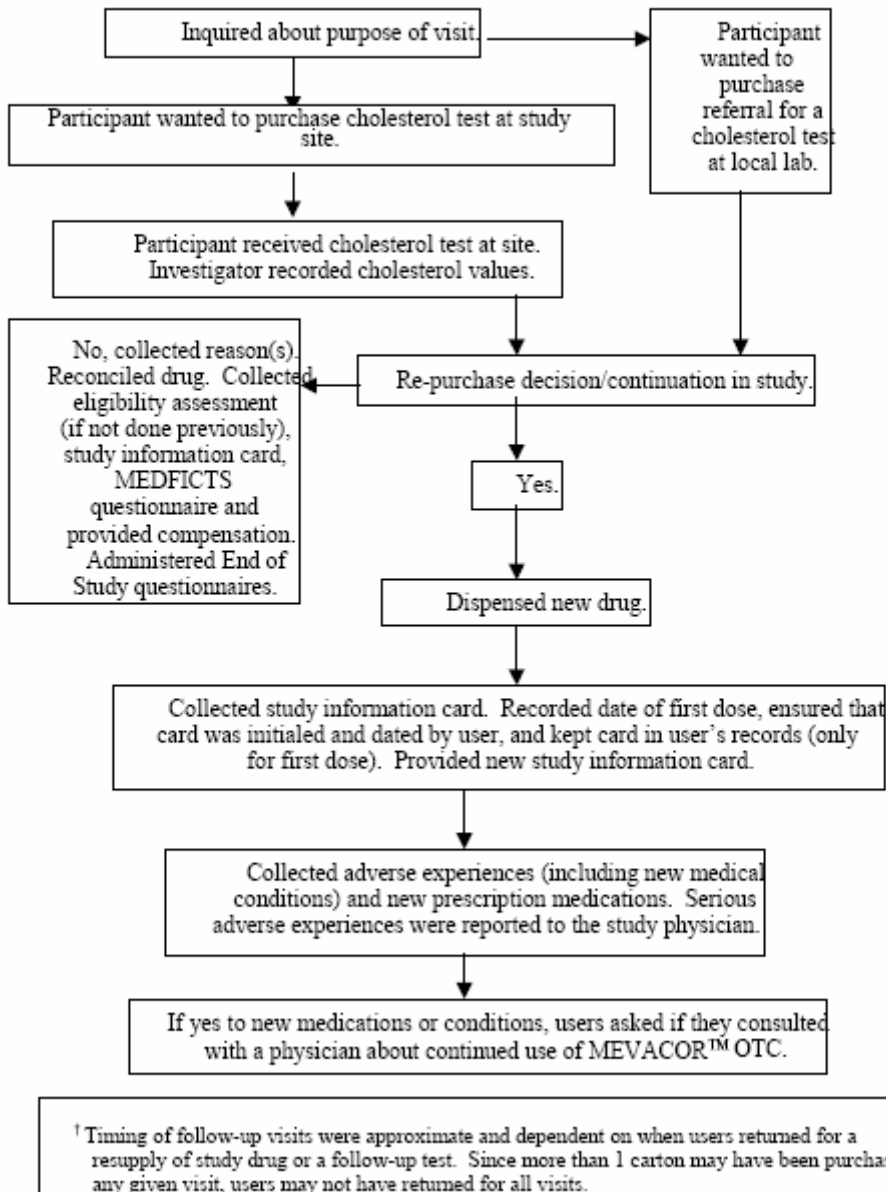 Inquired about purpose of visit.
Participant
wanted to
purchase
referral for a
cholesterol test
at local lab.
Participant wanted to purchase cholesterol test at study
site.
Participant received cholesterol test at site.
Investigator recorded cholesterol values.
No, collected reason(s).
Reconciled drug. Collected
eligibility assessment
(if not done previously),
study information card,
MEDFICTS
questionnaire and
provided compensation.
Administered End of
Study questionnaires.
Re-purchase decision/continuation in study.
Yes.
Dispensed new drug.
Collected study information card. Recorded date of first dose, ensured that
card was initialed and dated by user, and kept card in user's records (only
for first dose). Provided new study information card.
Collected adverse experiences (including new medical
conditions) and new prescription medications. Serious
adverse experiences were reported to the study physician.
If yes to new medications or conditions, users asked if they consulted
with a physician about continued use of MEVACOR™ OTC.
† Timing of follow-up visits were approximate and dependent on when users returned for a
resupply of study drug or a follow-up test. Since more than 1 carton may have been purchas
any given visit, users may not have returned for all visits.